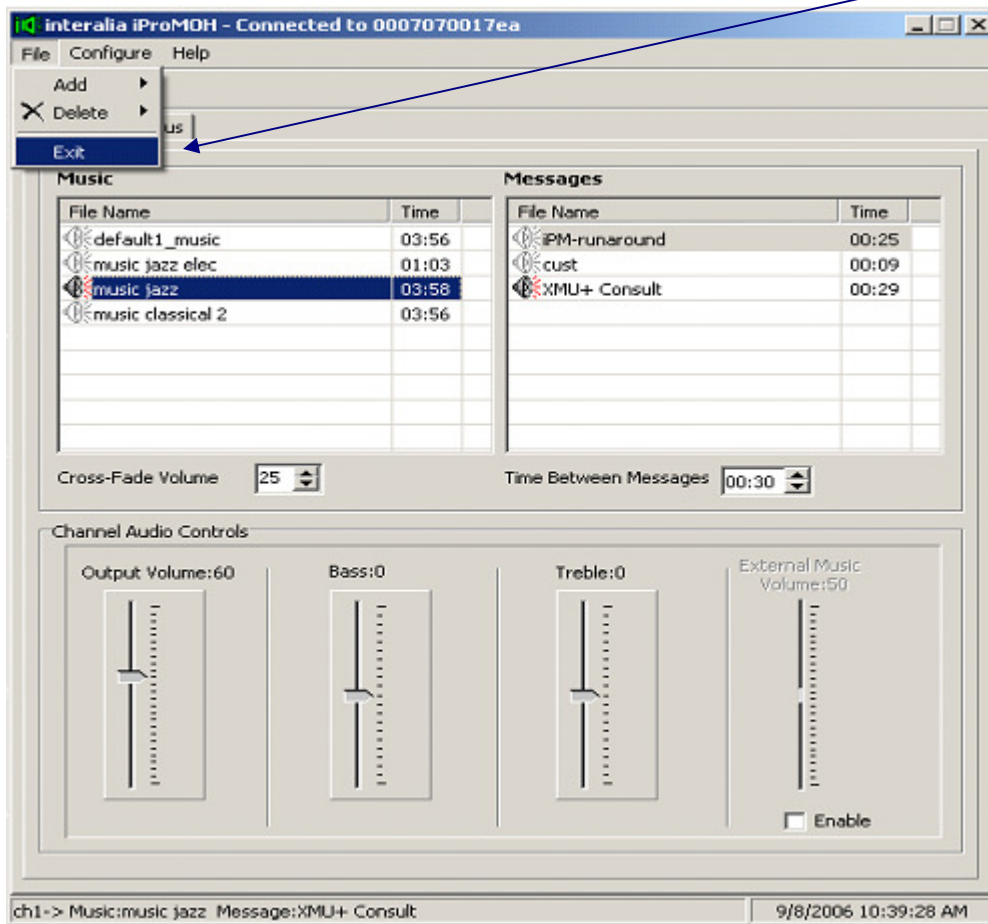 interalia iProMOH - Connected to 0007070017ea
File Configure Help
Add
Delete
us
Exit
Music
File Name Time
default1_music 03:56
music jazz elec 01:03
music jazz 03:58
music classical 2 03:56
Cross-Fade Volume 25
Messages
File Name Time
iPM-runaround 00:25
cust 00:09
XMU+ Consult 00:29
Time Between Messages 00:30
Channel Audio Controls
Output Volume:60
Bass:0
Treble:0
External Music
Volume:50
Enable
ch1-> Music:music jazz Message:XMU+ Consult
9/8/2006 10:39:28 AM